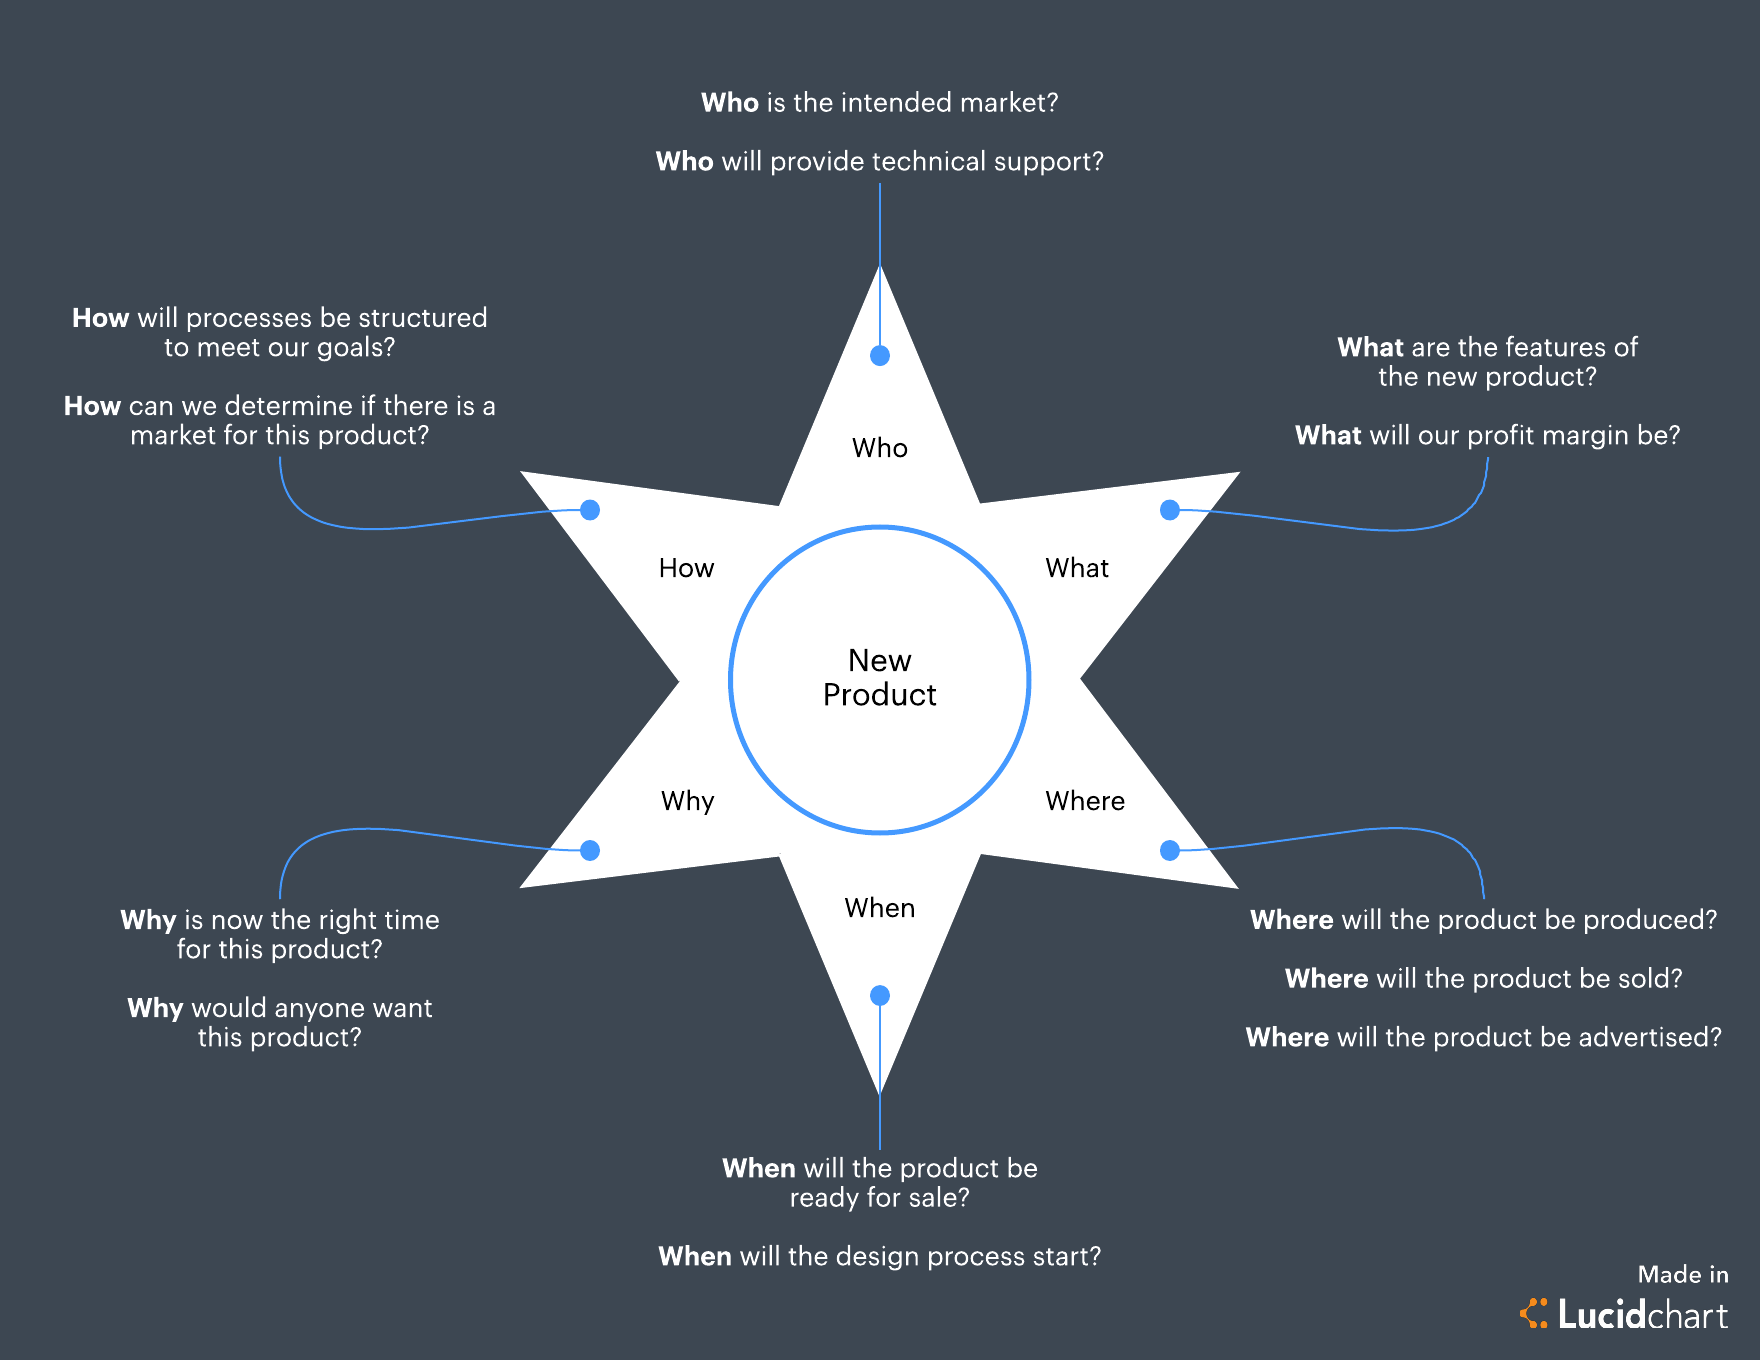 Who is the intended market?
Who will provide technical support?
How will processes be structured
to meet our goals?
How can we determine if there is a
market for this product?
What are the features of
the new product?
What will our profit margin be?
Who
How
What
New
Product
Why
Where
When
Why is now the right time
for this product?
Why would anyone want
this product?
Where will the product be produced?
Where will the product be sold?
Where will the product be advertised?
When will the product be
ready for sale?
When will the design process start?
Made in
Lucidchart